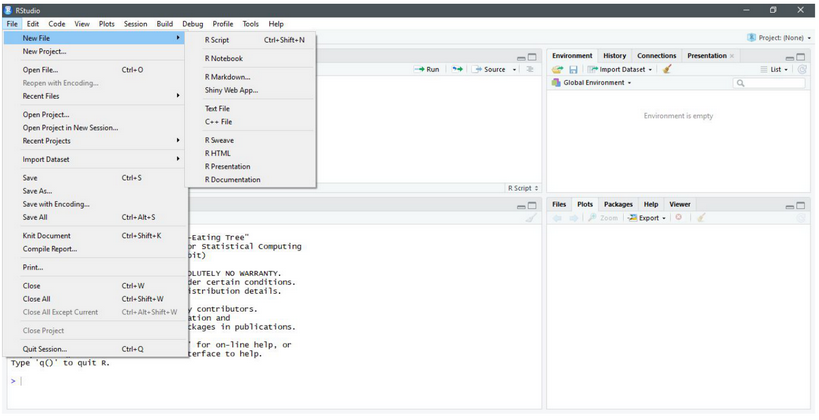 RStudio
File Edit Code View Plots Session Build Debug Profile Tools Help
Project: (None)
New File
New Project...
Open File... Ctrl+O
Reopen with Encoding...
Recent Files
Open Project...
Open Project in New Session...
Recent Projects
Import Dataset
Save Ctrl+S
Save As...
Save with Encoding...
Save All Ctrl+Alt+S
Knit Document Ctrl+Shift+K
Compile Report...
Print...
Close Ctrl+W
Close All Ctrl+Shift+W
Close All Except Current Ctrl+Alt+Shift+W
Close Project
Quit Session... Ctrl+Q
R Script Ctrl+Shift+N
R Notebook
R Markdown...
Shiny Web App...
Text File
C++ File
R Sweave
R HTML
R Presentation
R Documentation
Run Source
R Script
-Eating Tree"
or Statistical Computing
bit)
OLUTELY NO WARRANTY.
der certain conditions.
istribution details.
y contributors.
ation and
ckages in publications.
' for on-line help, or
terface to help.
Type 'q()' to quit R.
>
Environment History Connections Presentation
Import Dataset List
Global Environment
Environment is empty
Files Plots Packages Help Viewer
Zoom Export